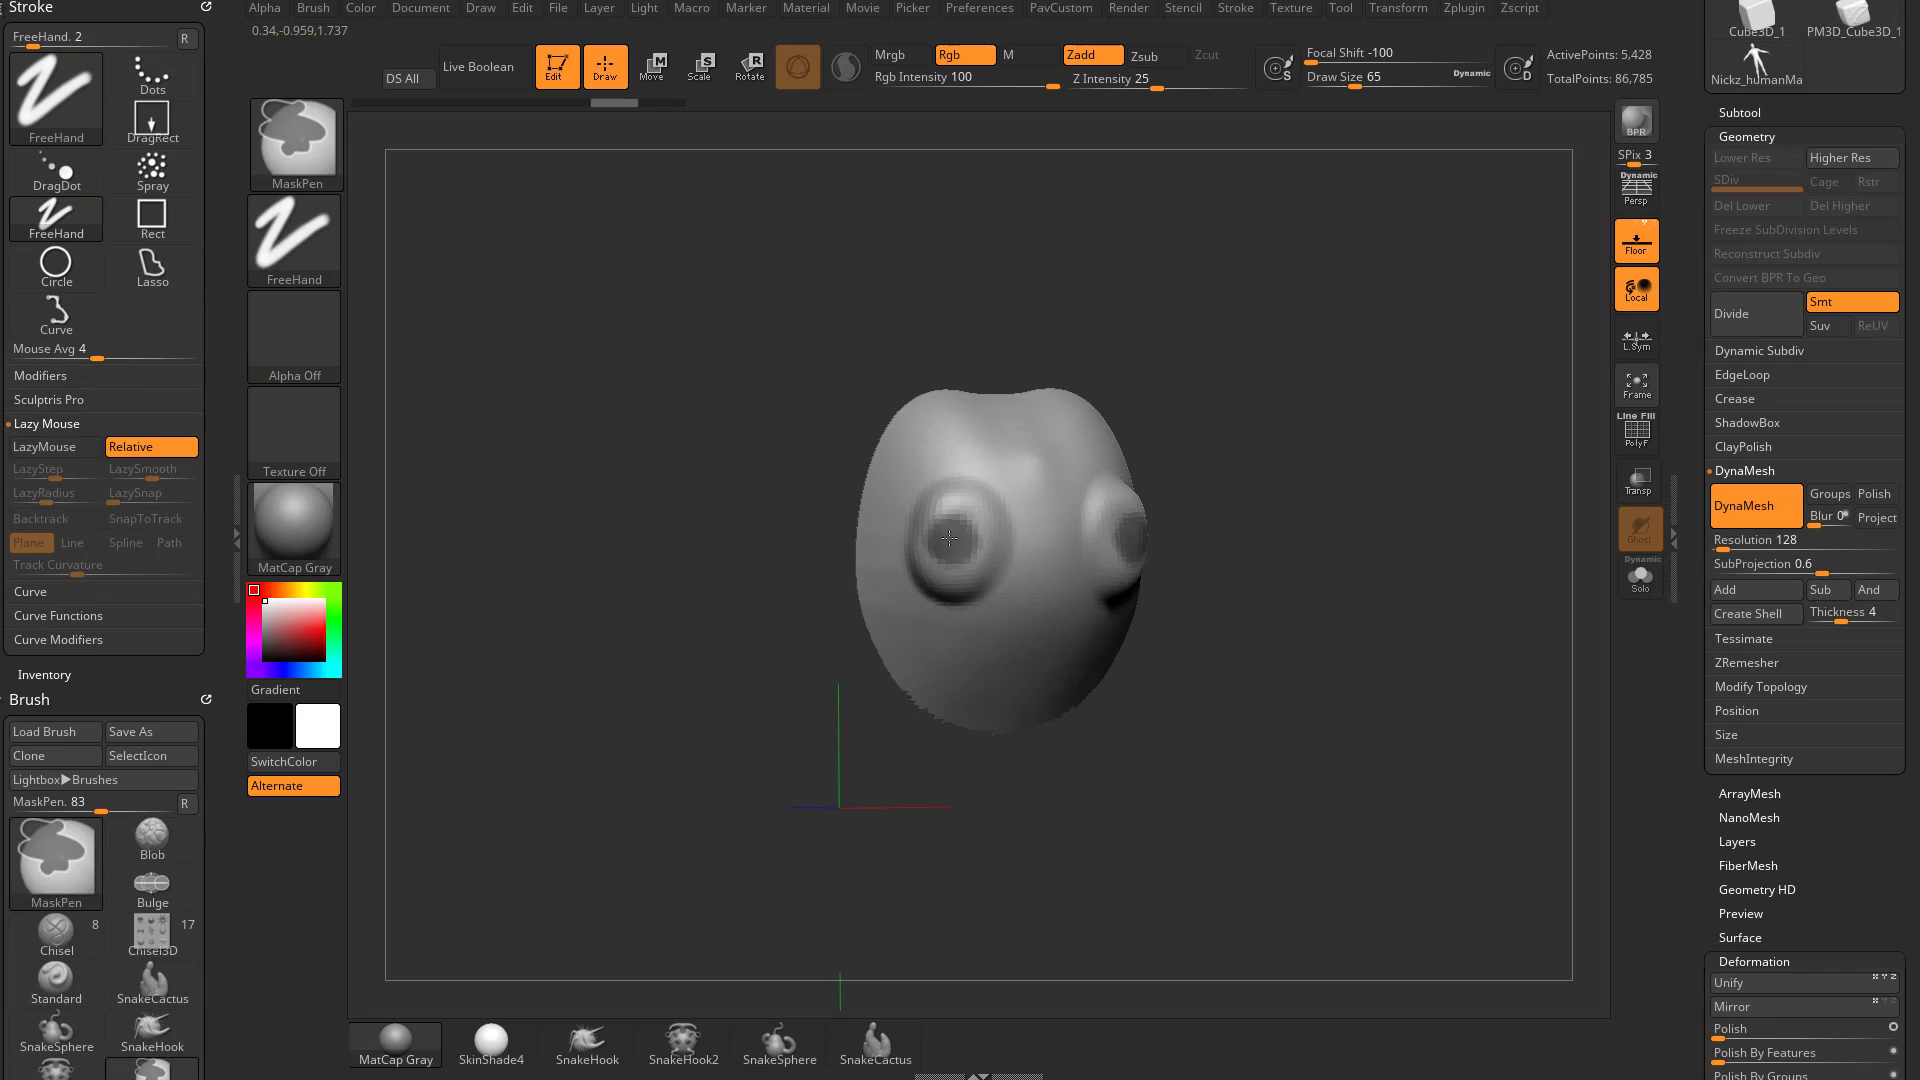 Stroke
FreeHand. 2 R
FreeHand
Dots
DragRect
DragDot Spray
FreeHand Rect
Circle Lasso
Curve
Mouse Avg 4
Modifiers
Sculptris Pro
Lazy Mouse
LazyMouse Relative
LazyStep LazySmooth
LazyRadius LazySnap
Backtrack SnapToTrack
Plane Line Spline Path
Track Curvature
Curve
Curve Functions
Curve Modifiers
Inventory
Brush
Load Brush Save As
Clone SelectIcon
Lightbox▶Brushes
MaskPen. 83 R
MaskPen
Blob
Bulge
8 17
Chisel Chisel3D
Standard SnakeCactus
SnakeSphere SnakeHook
Alpha Brush Color Document Draw Edit File Layer Light Macro Marker Material Movie Picker Preferences PavCustom Render Stencil Stroke Texture Tool Transform Zplugin Zscript
0.34,-0.959,1.737
DS All Live Boolean Edit Draw Move Scale Rotate
Mrgb Rgb M Zadd Zsub Zcut
Rgb Intensity 100 Z Intensity 25
S Focal Shift -100
Draw Size 65 Dynamic
D
ActivePoints: 5,428
TotalPoints: 86,785
MaskPen
FreeHand
Alpha Off
Texture Off
MatCap Gray
Gradient
SwitchColor
Alternate
BPR
SPix 3
Dynamic
Persp
Floor
Local
L.Sym
Frame
Line Fill
PolyF
Transp
Ghost
Dynamic
Solo
MatCap Gray SkinShade4 SnakeHook SnakeHook2 SnakeSphere SnakeCactus
Cube3D_1 PM3D_Cube3D_1
Nickz_humanMa
Subtool
Geometry
Lower Res Higher Res
SDiv Cage Rstr
Del Lower Del Higher
Freeze SubDivision Levels
Reconstruct Subdiv
Convert BPR To Geo
Divide Smt
Suv ReUV
Dynamic Subdiv
EdgeLoop
Crease
ShadowBox
ClayPolish
DynaMesh
DynaMesh Groups Polish
Blur 0 Project
Resolution 128
SubProjection 0.6
Add Sub And
Create Shell Thickness 4
Tessimate
ZRemesher
Modify Topology
Position
Size
MeshIntegrity
ArrayMesh
NanoMesh
Layers
FiberMesh
Geometry HD
Preview
Surface
Deformation
Unify X Y Z
Mirror X Y Z
Polish
Polish By Features
Polish By Groups